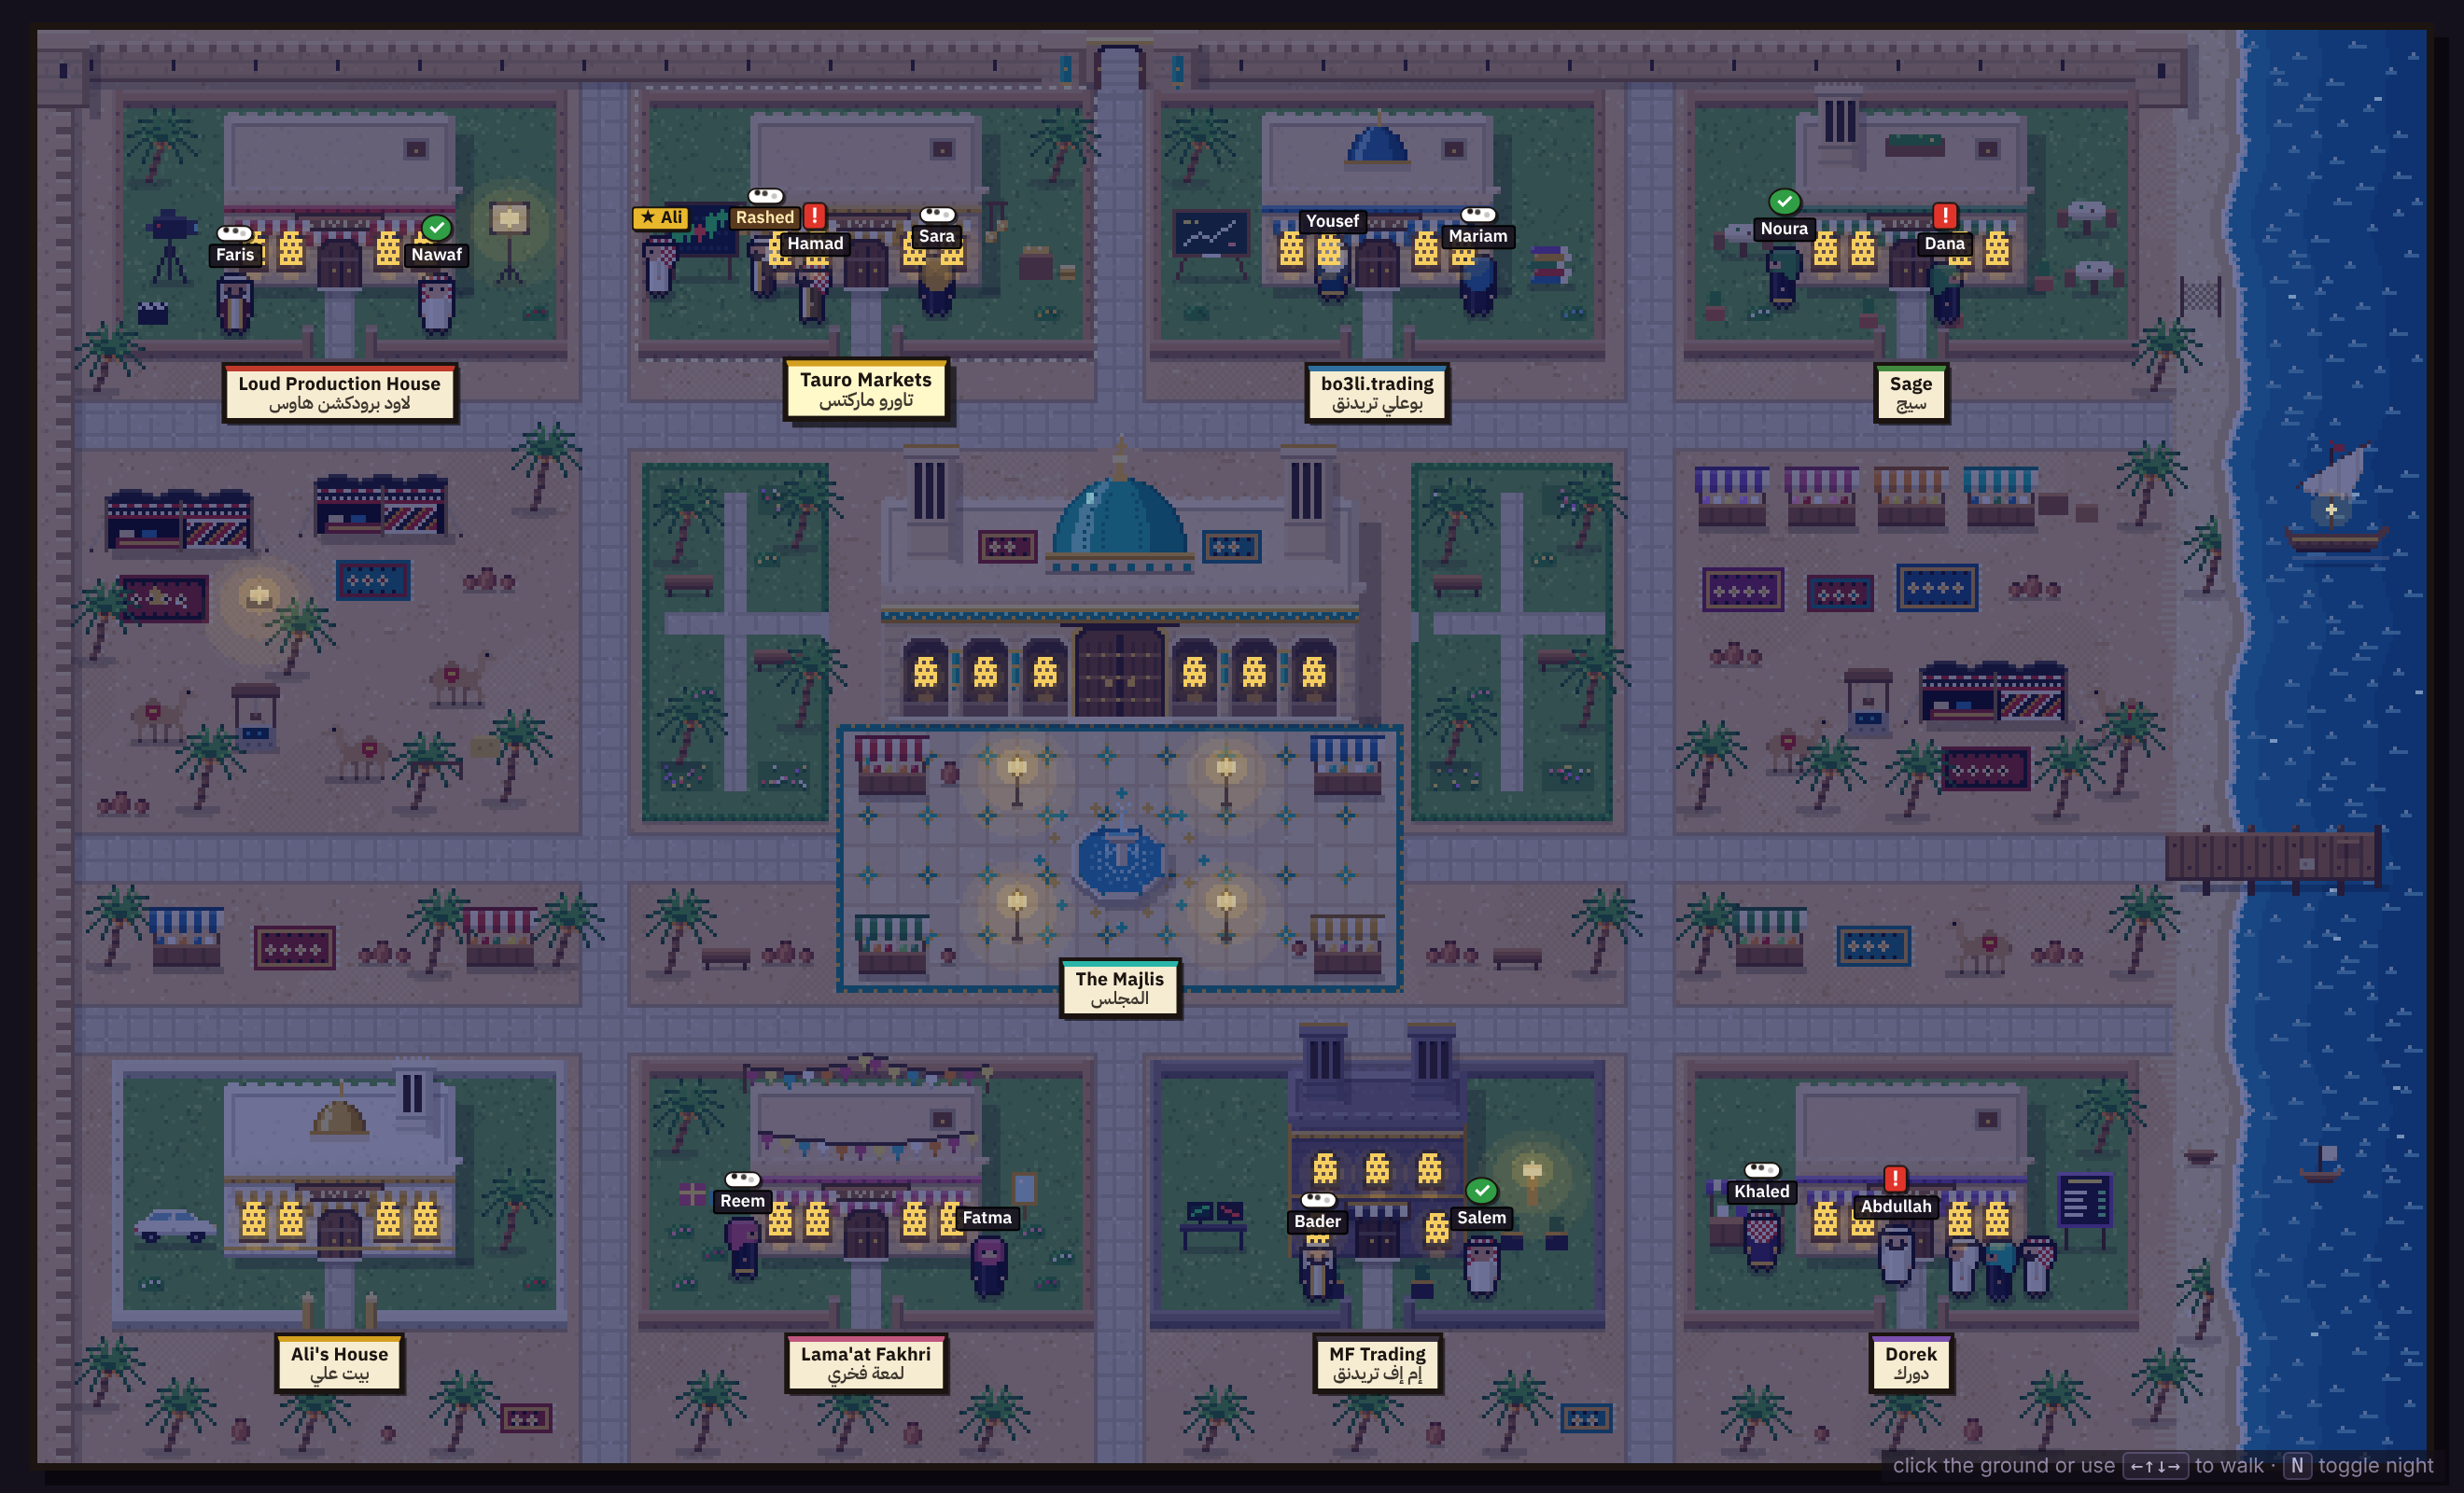 ★ Ali
Rashed
!
Hamad
Sara
Faris
Nawaf
Yousef
Mariam
Noura
!
Dana
Loud Production House
لاود برودكشن هاوس
Tauro Markets
تاورو ماركتس
bo3li.trading
بوعلي تريدنق
Sage
سيج
The Majlis
المجلس
Reem
Fatma
Bader
Salem
Khaled
!
Abdullah
Ali's House
بيت علي
Lama'at Fakhri
لمعة فخري
MF Trading
إم إف تريدنق
Dorek
دورك
click the ground or use ←↑↓→ to walk · N toggle night